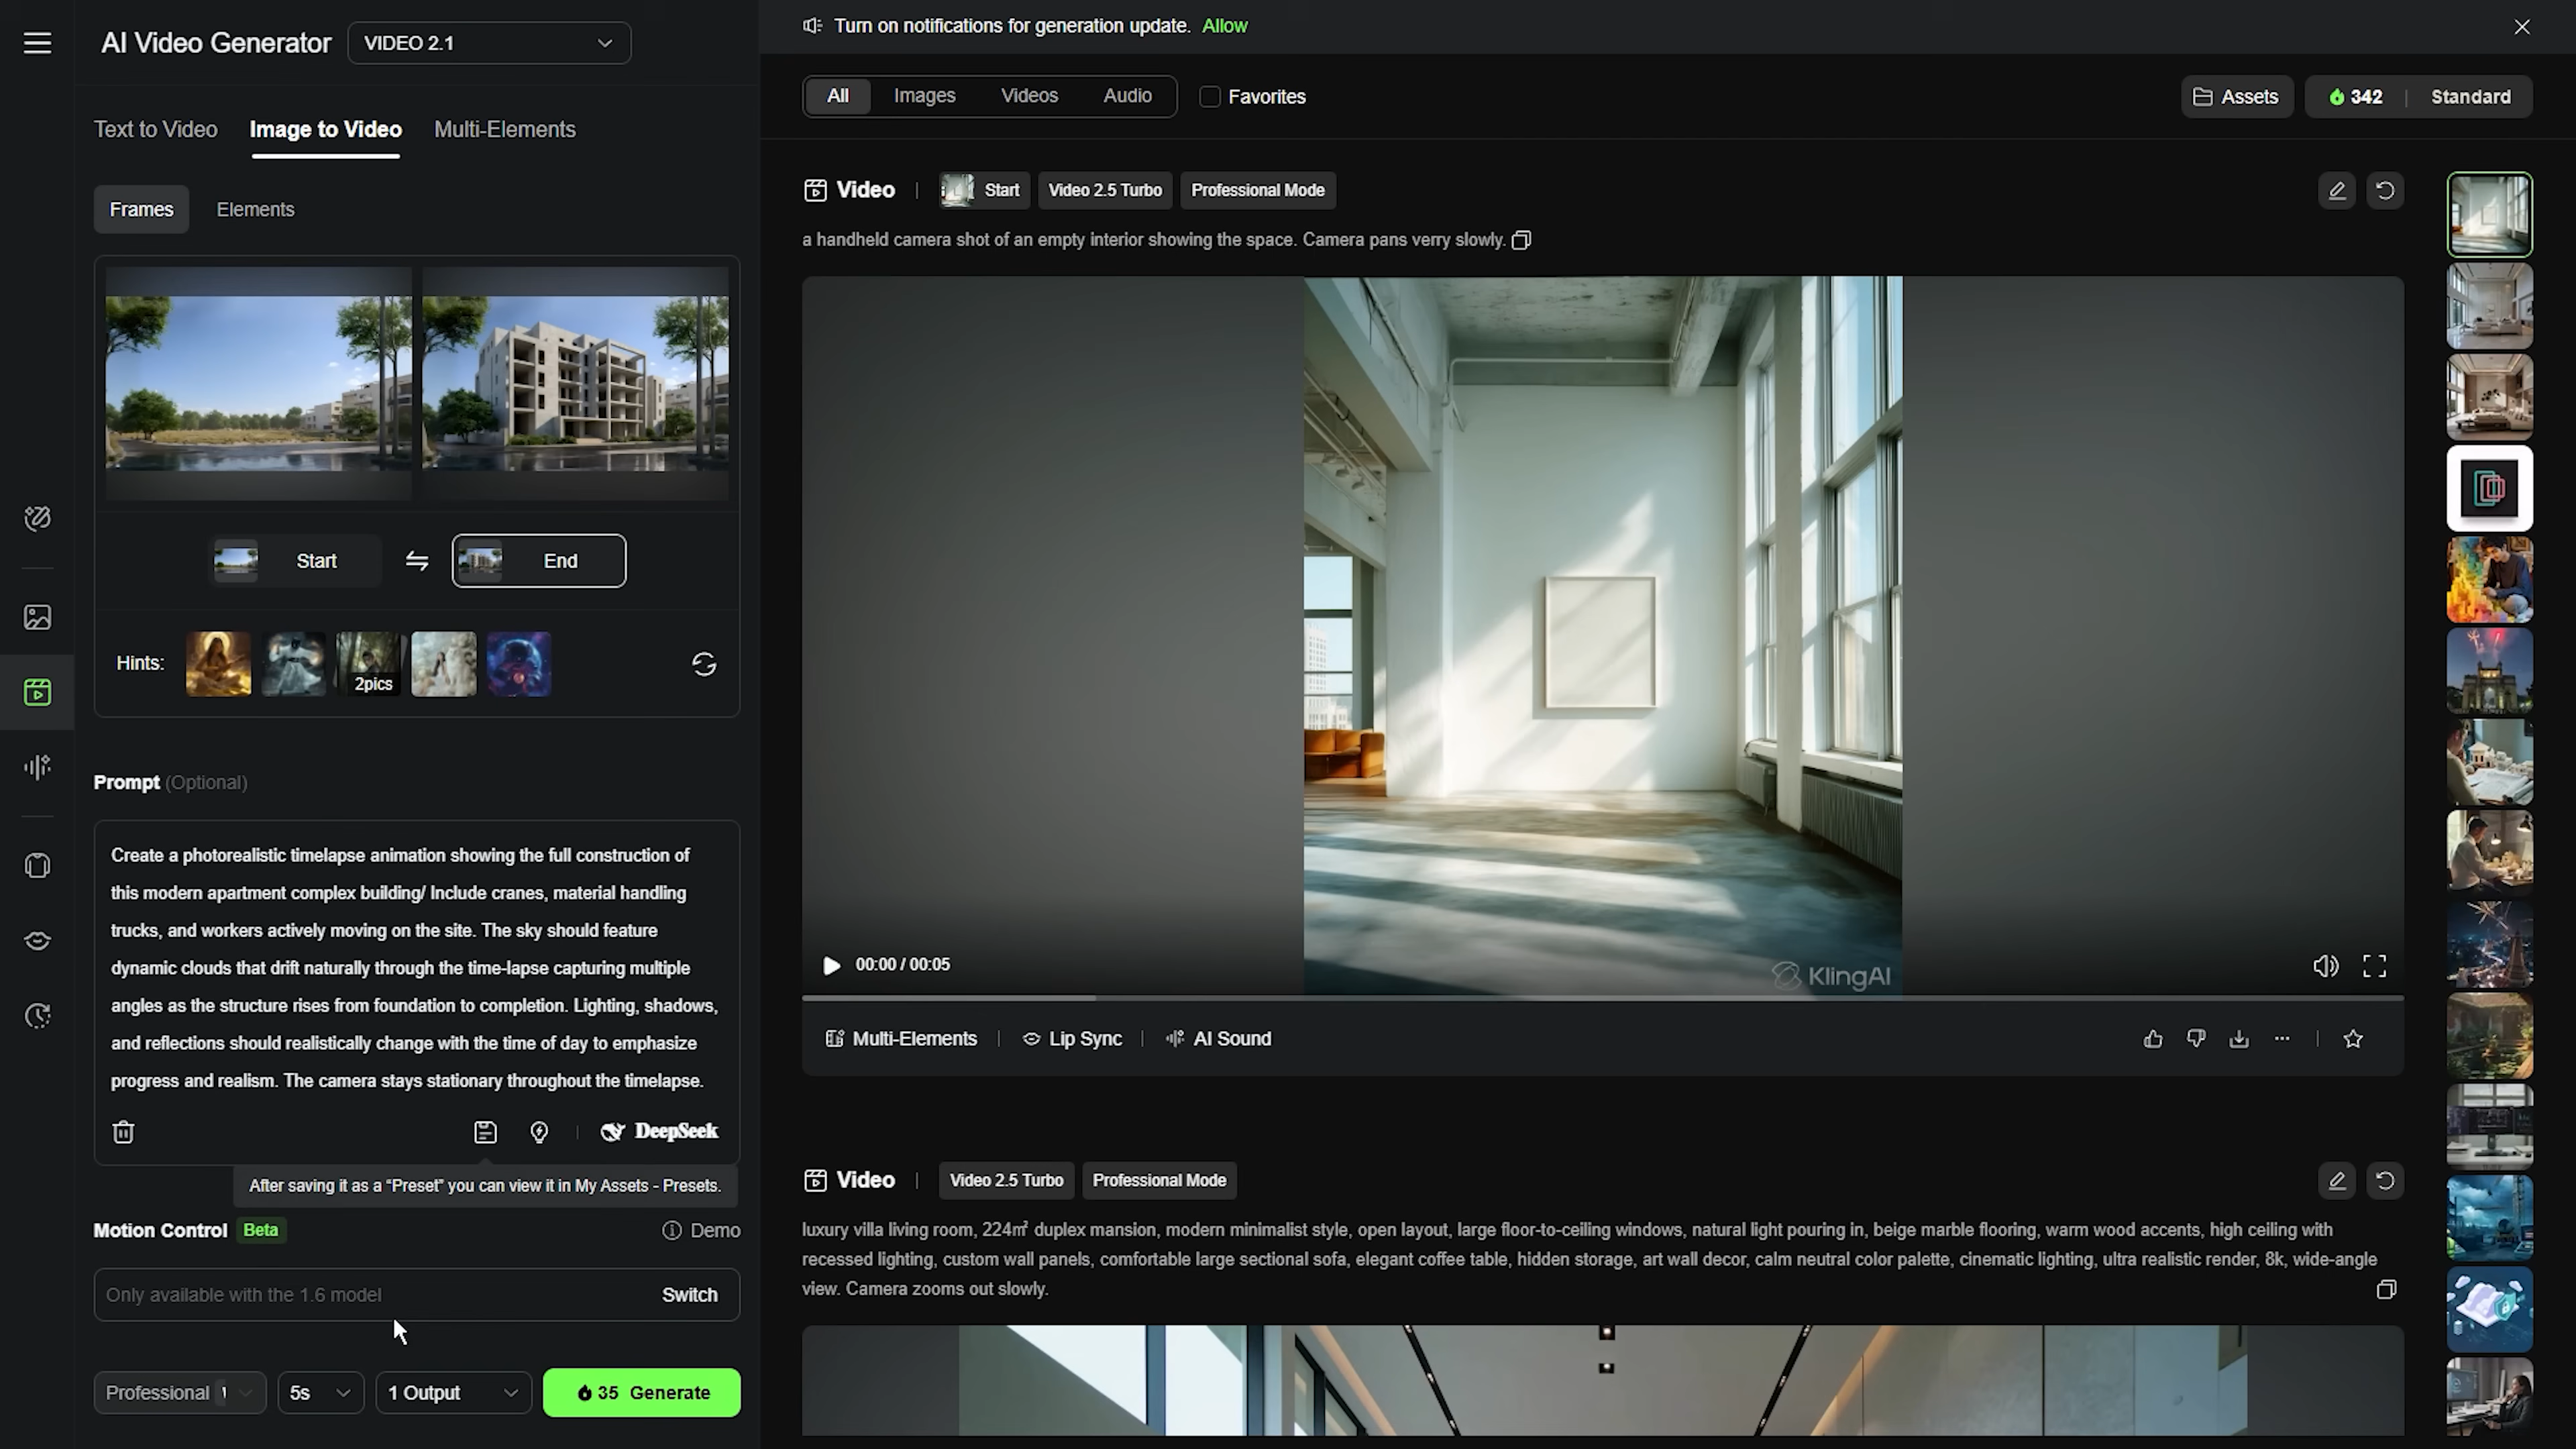 AI Video Generator
VIDEO 2.1
Text to Video
Image to Video
Multi-Elements
Frames
Elements
Start
End
Hints:
2pics
Prompt (Optional)
Create a photorealistic timelapse animation showing the full construction of
this modern apartment complex building/ Include cranes, material handling
trucks, and workers actively moving on the site. The sky should feature
dynamic clouds that drift naturally through the time-lapse capturing multiple
angles as the structure rises from foundation to completion. Lighting, shadows,
and reflections should realistically change with the time of day to emphasize
progress and realism. The camera stays stationary throughout the timelapse.
DeepSeek
After saving it as a “Preset” you can view it in My Assets - Presets.
Motion Control Beta
Demo
Only available with the 1.6 model
Switch
Professional
5s
1 Output
35 Generate
Turn on notifications for generation update. Allow
All
Images
Videos
Audio
Favorites
Assets
342 | Standard
Video | Start
Video 2.5 Turbo
Professional Mode
a handheld camera shot of an empty interior showing the space. Camera pans verry slowly.
00:00 / 00:05
KlingAI
Multi-Elements | Lip Sync | AI Sound
Video | Video 2.5 Turbo
Professional Mode
luxury villa living room, 224㎡ duplex mansion, modern minimalist style, open layout, large floor-to-ceiling windows, natural light pouring in, beige marble flooring, warm wood accents, high ceiling with
recessed lighting, custom wall panels, comfortable large sectional sofa, elegant coffee table, hidden storage, art wall decor, calm neutral color palette, cinematic lighting, ultra realistic render, 8k, wide-angle
view. Camera zooms out slowly.